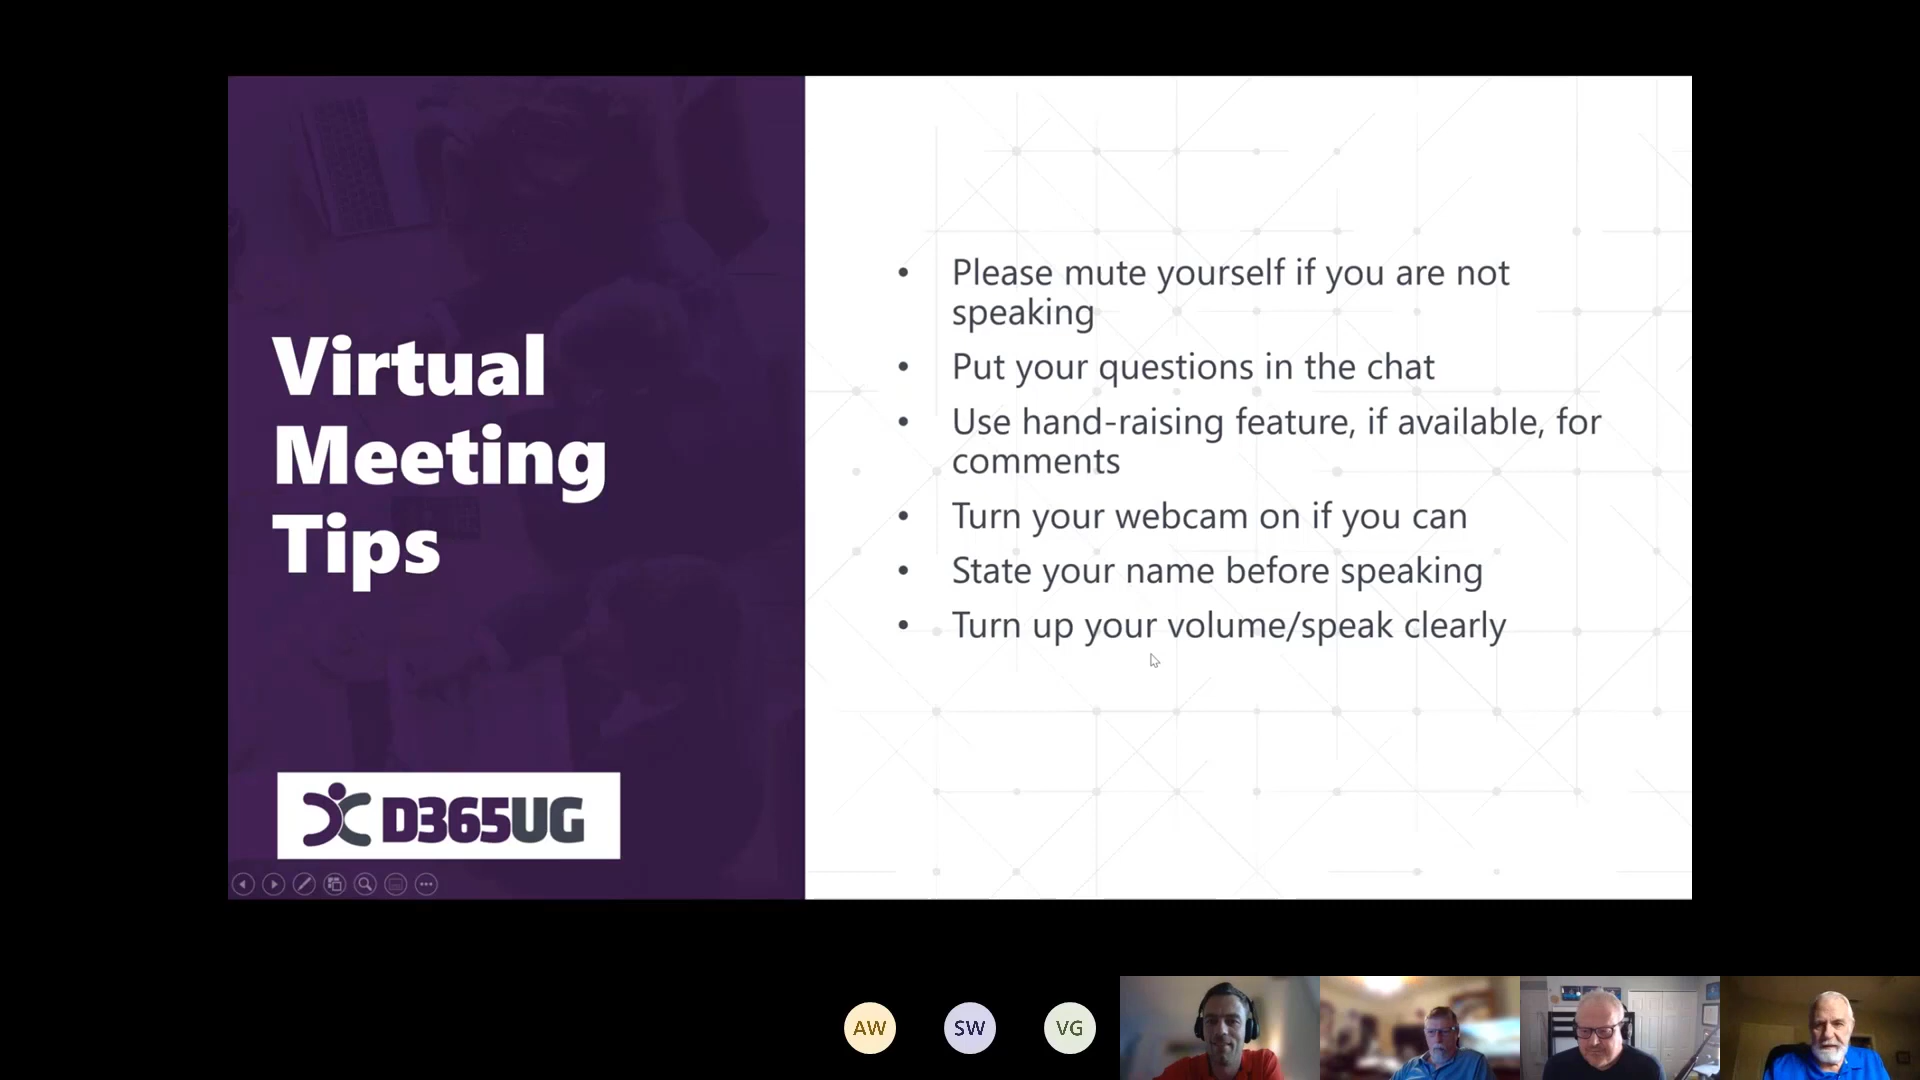 Virtual
Meeting
Tips
D365UG
• Please mute yourself if you are not
speaking
• Put your questions in the chat
• Use hand-raising feature, if available, for
comments
• Turn your webcam on if you can
• State your name before speaking
• Turn up your volume/speak clearly
AW
SW
VG